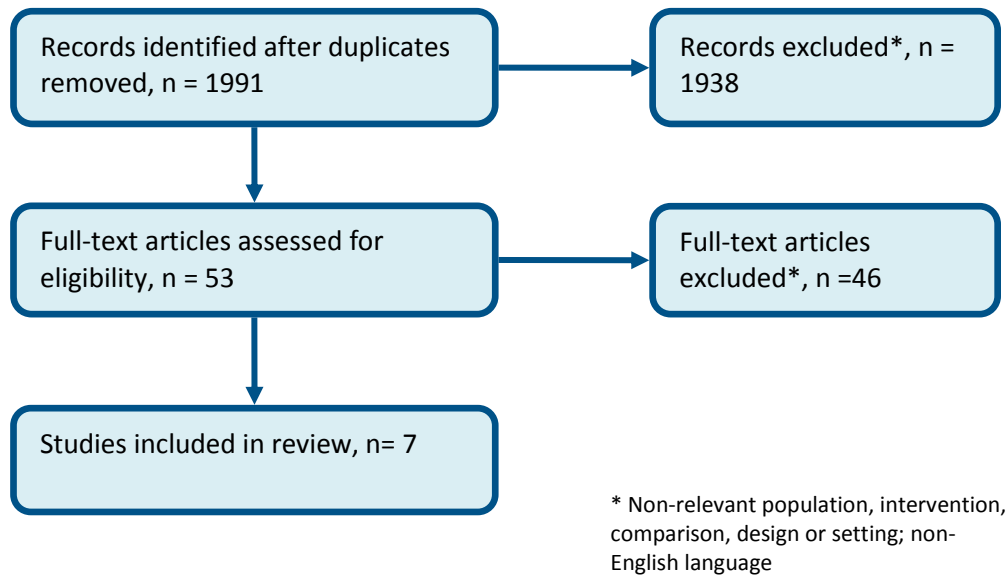 Records identified after duplicates
removed, n = 1991
Records excluded*, n =
1938
Full-text articles assessed for
eligibility, n = 53
Full-text articles
excluded*, n =46
Studies included in review, n= 7
* Non-relevant population, intervention,
comparison, design or setting; non-
English language